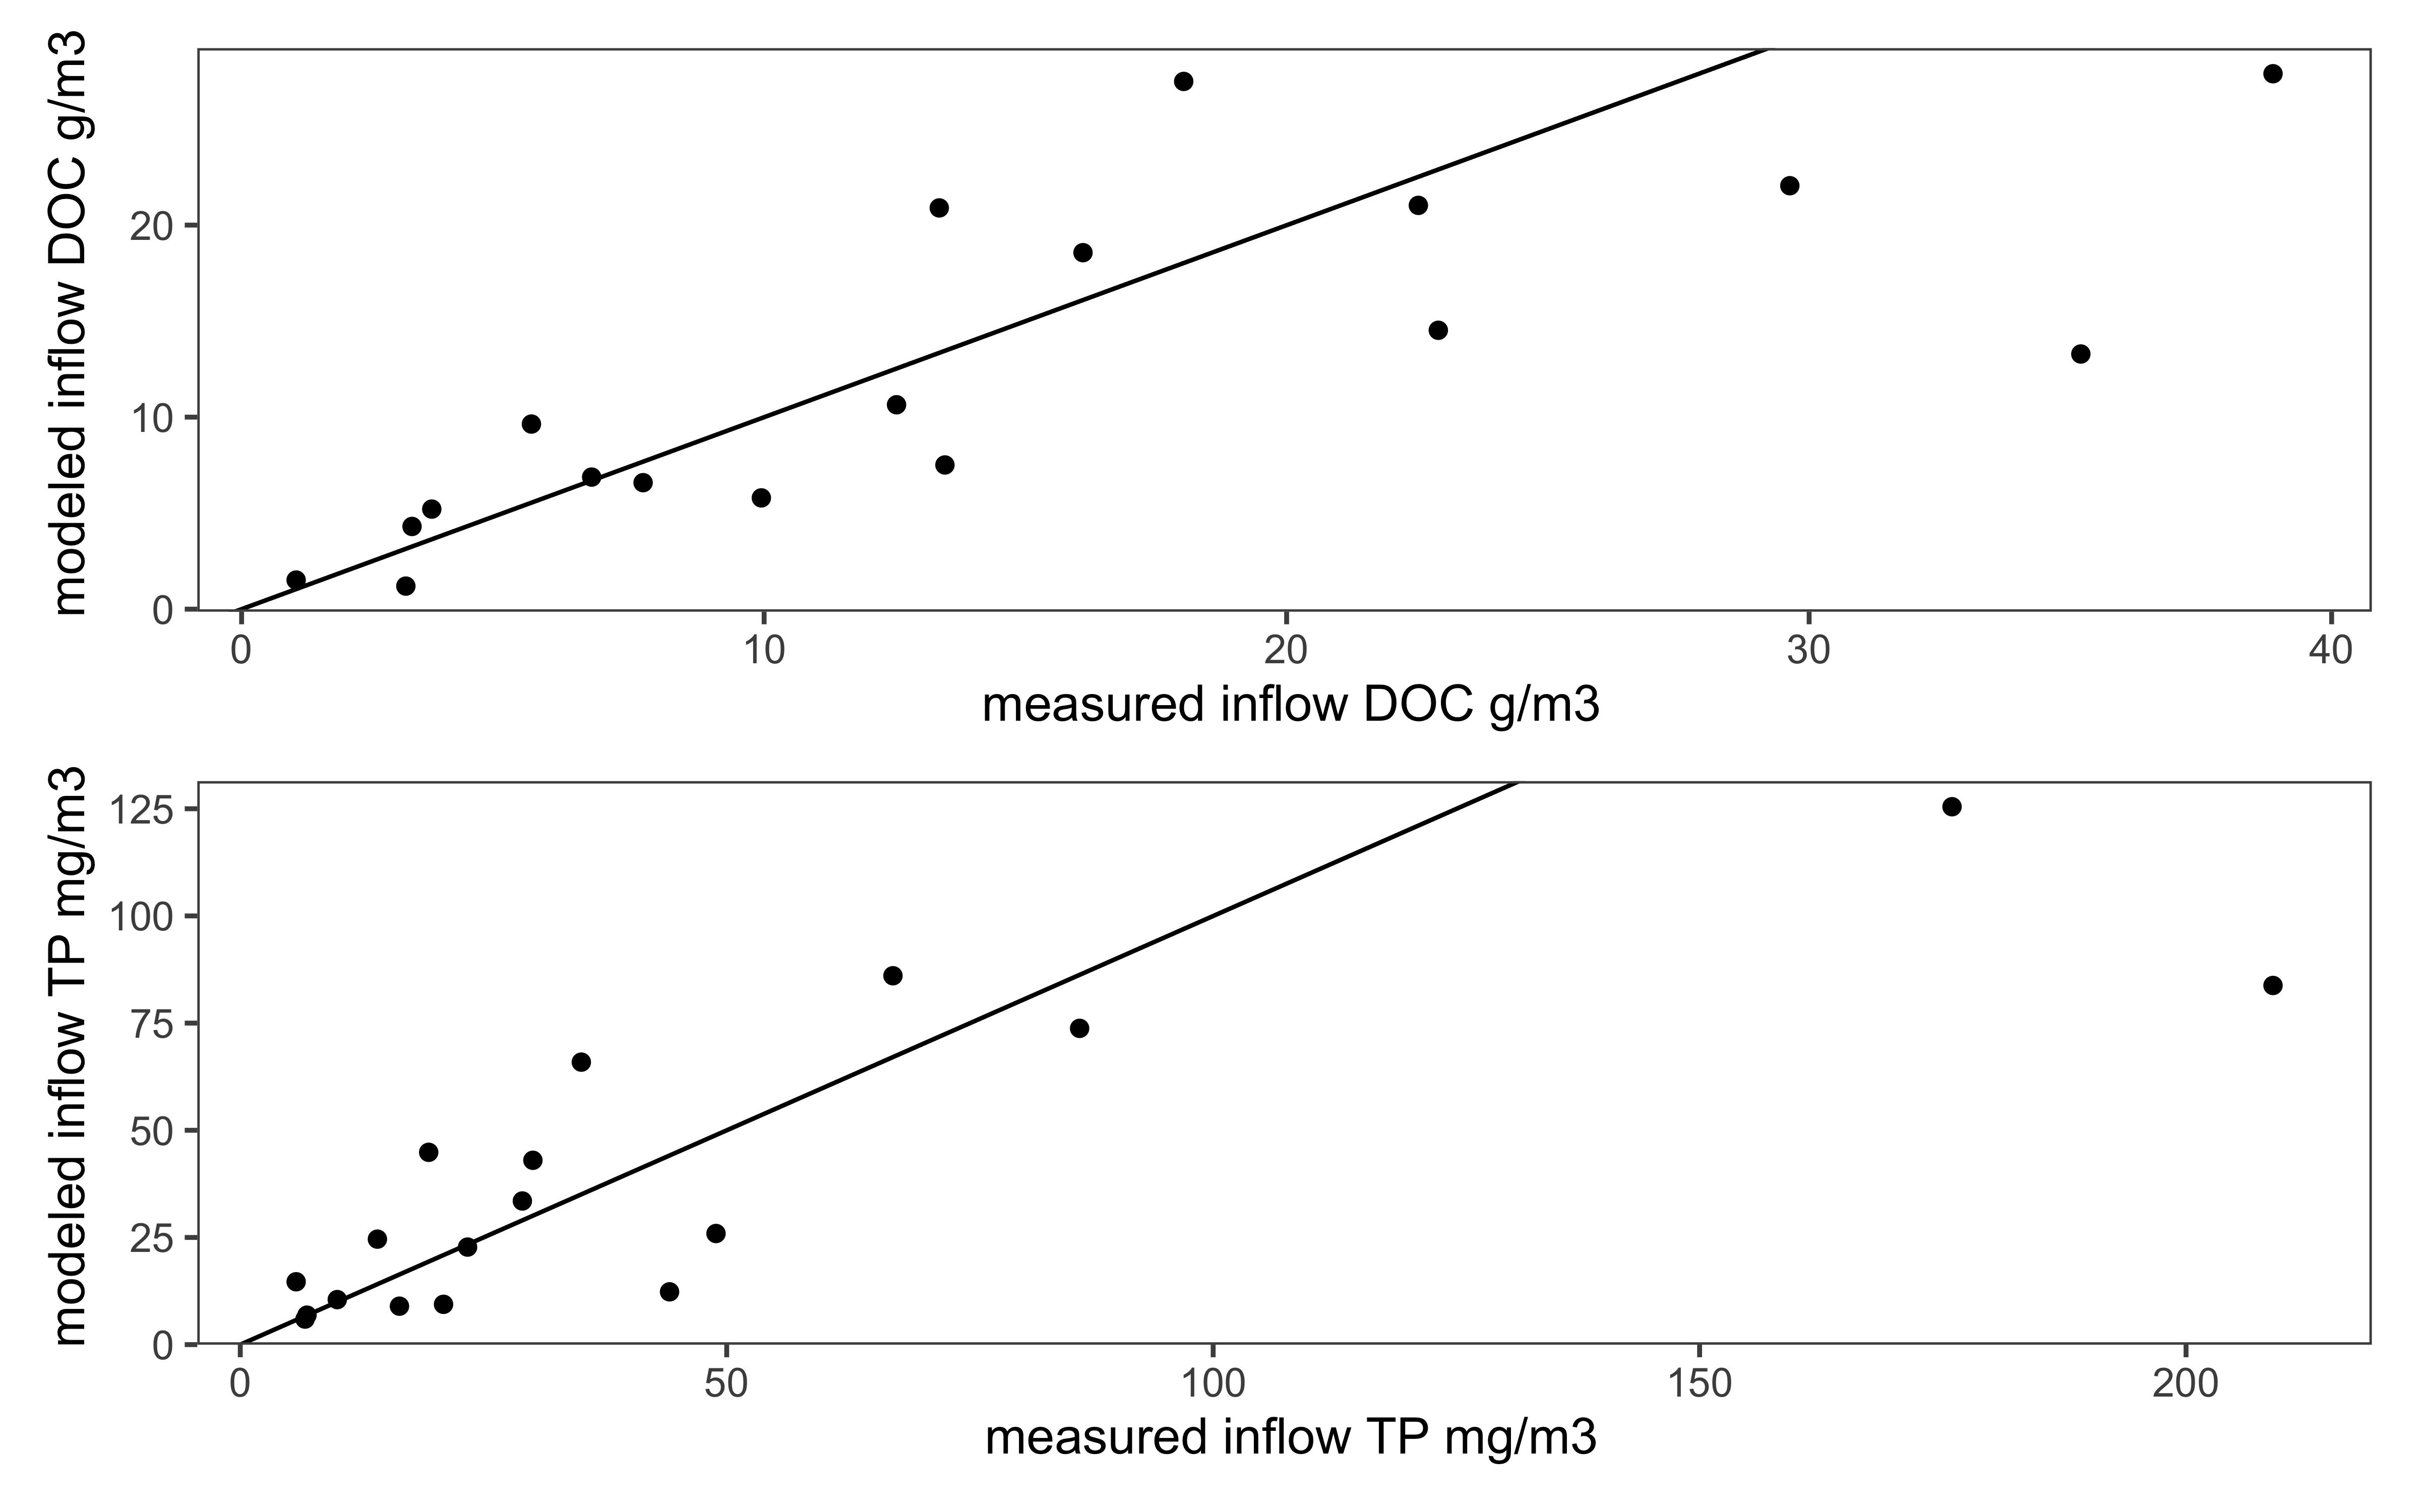 modeled inflow DOC g/m3
20
10
0
0 10 20 30 40
measured inflow DOC g/m3
modeled inflow TP mg/m3
125
100
75
50
25
0
0 50 100 150 200
measured inflow TP mg/m3